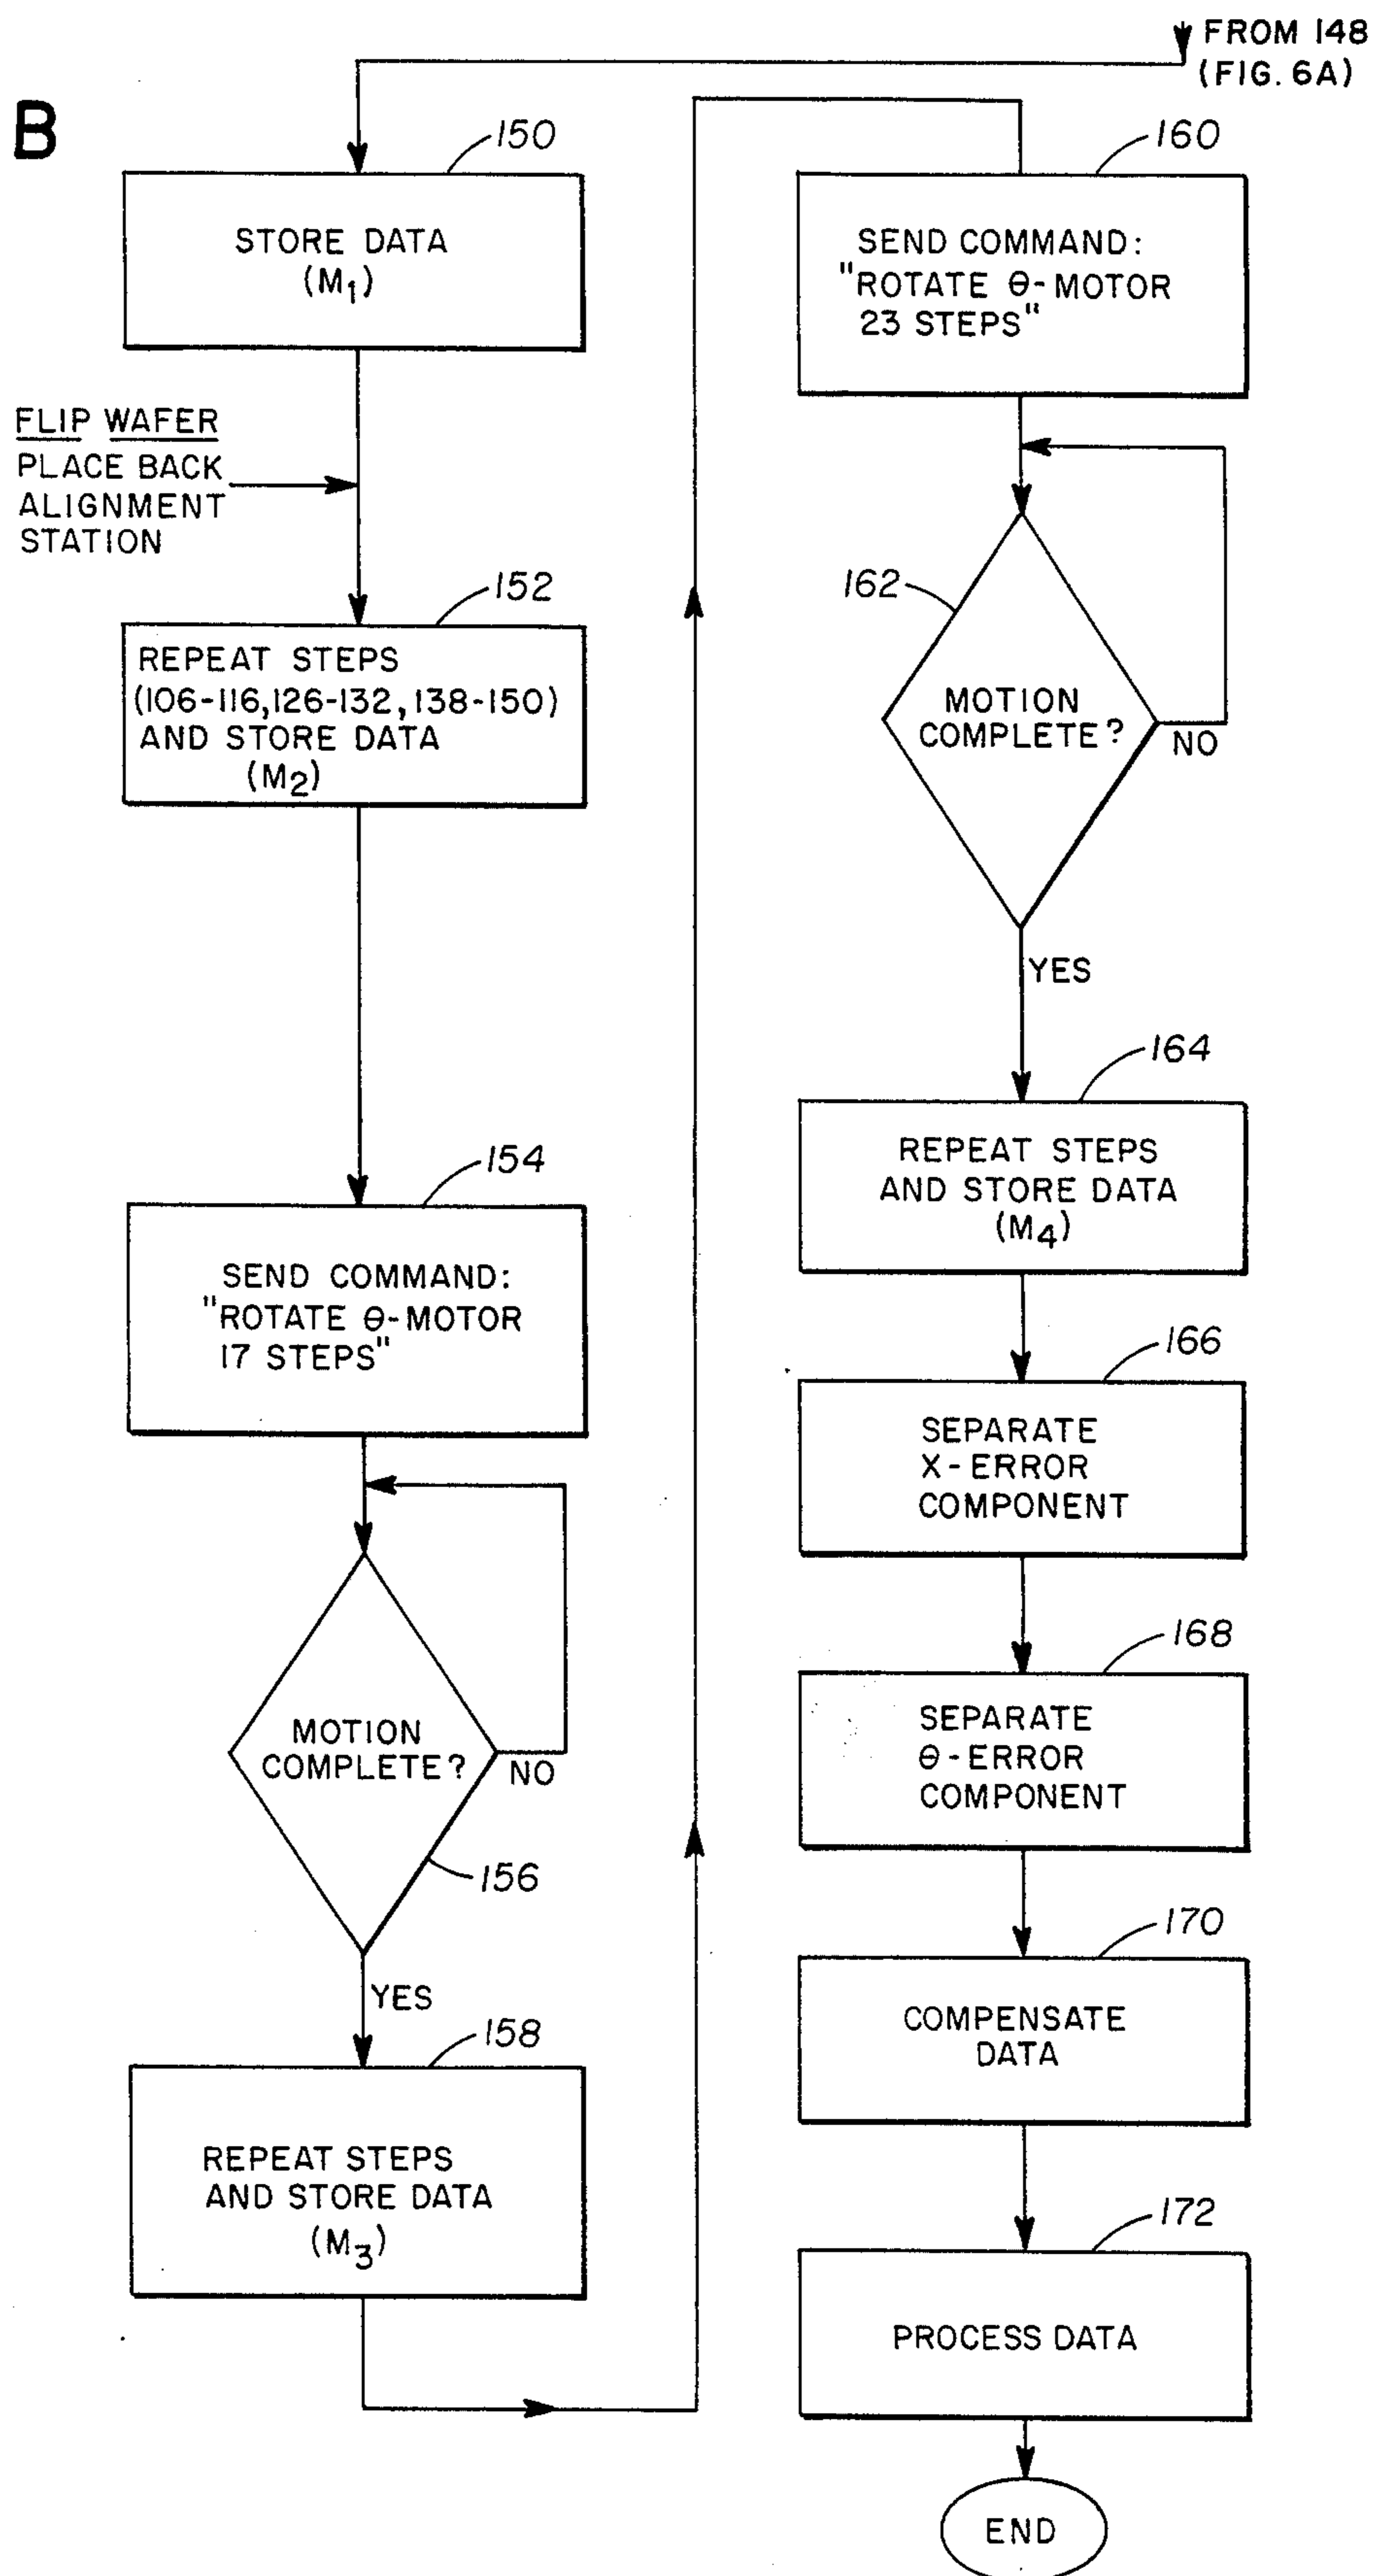 FROM 148
(FIG. 6A)
B
150
STORE DATA
(M1)
FLIP WAFER
PLACE BACK
ALIGNMENT
STATION
152
REPEAT STEPS
(106-116,126-132,138-150)
AND STORE DATA
(M2)
154
SEND COMMAND:
"ROTATE θ-MOTOR
17 STEPS"
MOTION
COMPLETE?
NO
156
YES
158
REPEAT STEPS
AND STORE DATA
(M3)
160
SEND COMMAND:
"ROTATE θ-MOTOR
23 STEPS"
162
MOTION
COMPLETE?
NO
YES
164
REPEAT STEPS
AND STORE DATA
(M4)
166
SEPARATE
X-ERROR
COMPONENT
168
SEPARATE
θ-ERROR
COMPONENT
170
COMPENSATE
DATA
172
PROCESS DATA
END